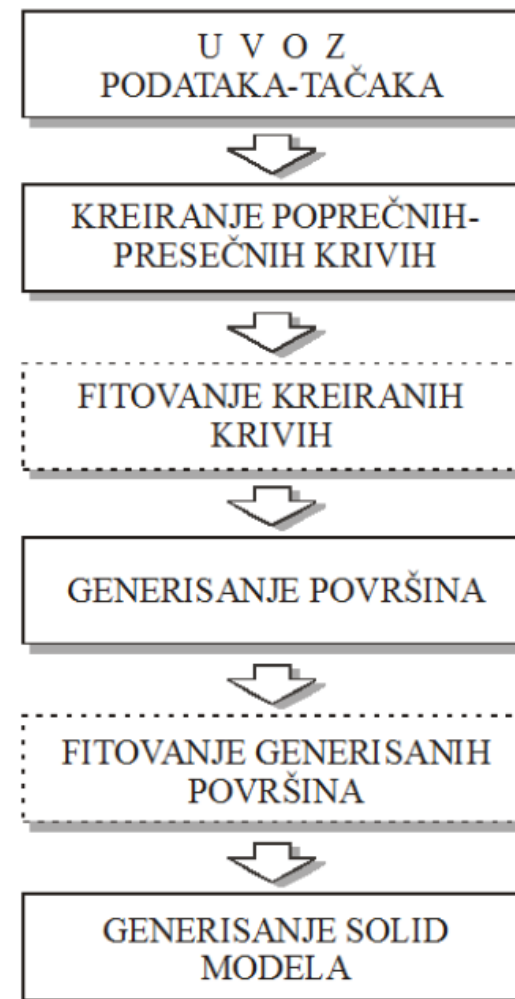 U V O Z
PODATAKA-TAČAKA
KREIRANJE POPREČNIH-
PRESEČNIH KRIVIH
FITOVANJE KREIRANIH
KRIVIH
GENERISANJE POVRŠINA
FITOVANJE GENERISANIH
POVRŠINA
GENERISANJE SOLID
MODELA